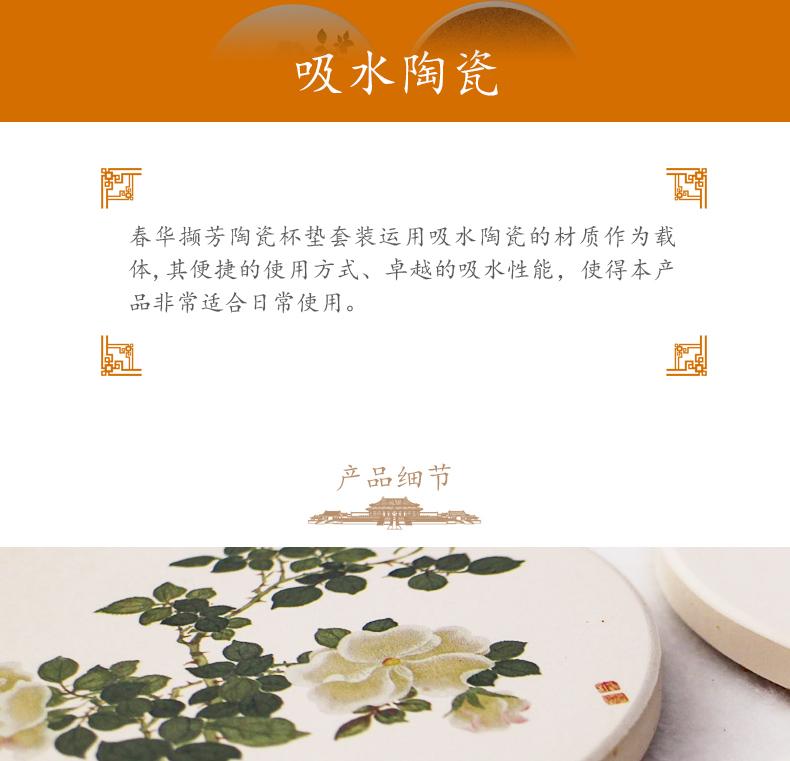 吸水陶瓷
春华撷芳陶瓷杯垫套装运用吸水陶瓷的材质作为载
体,其便捷的使用方式、卓越的吸水性能，使得本产
品非常适合日常使用。
产品细节